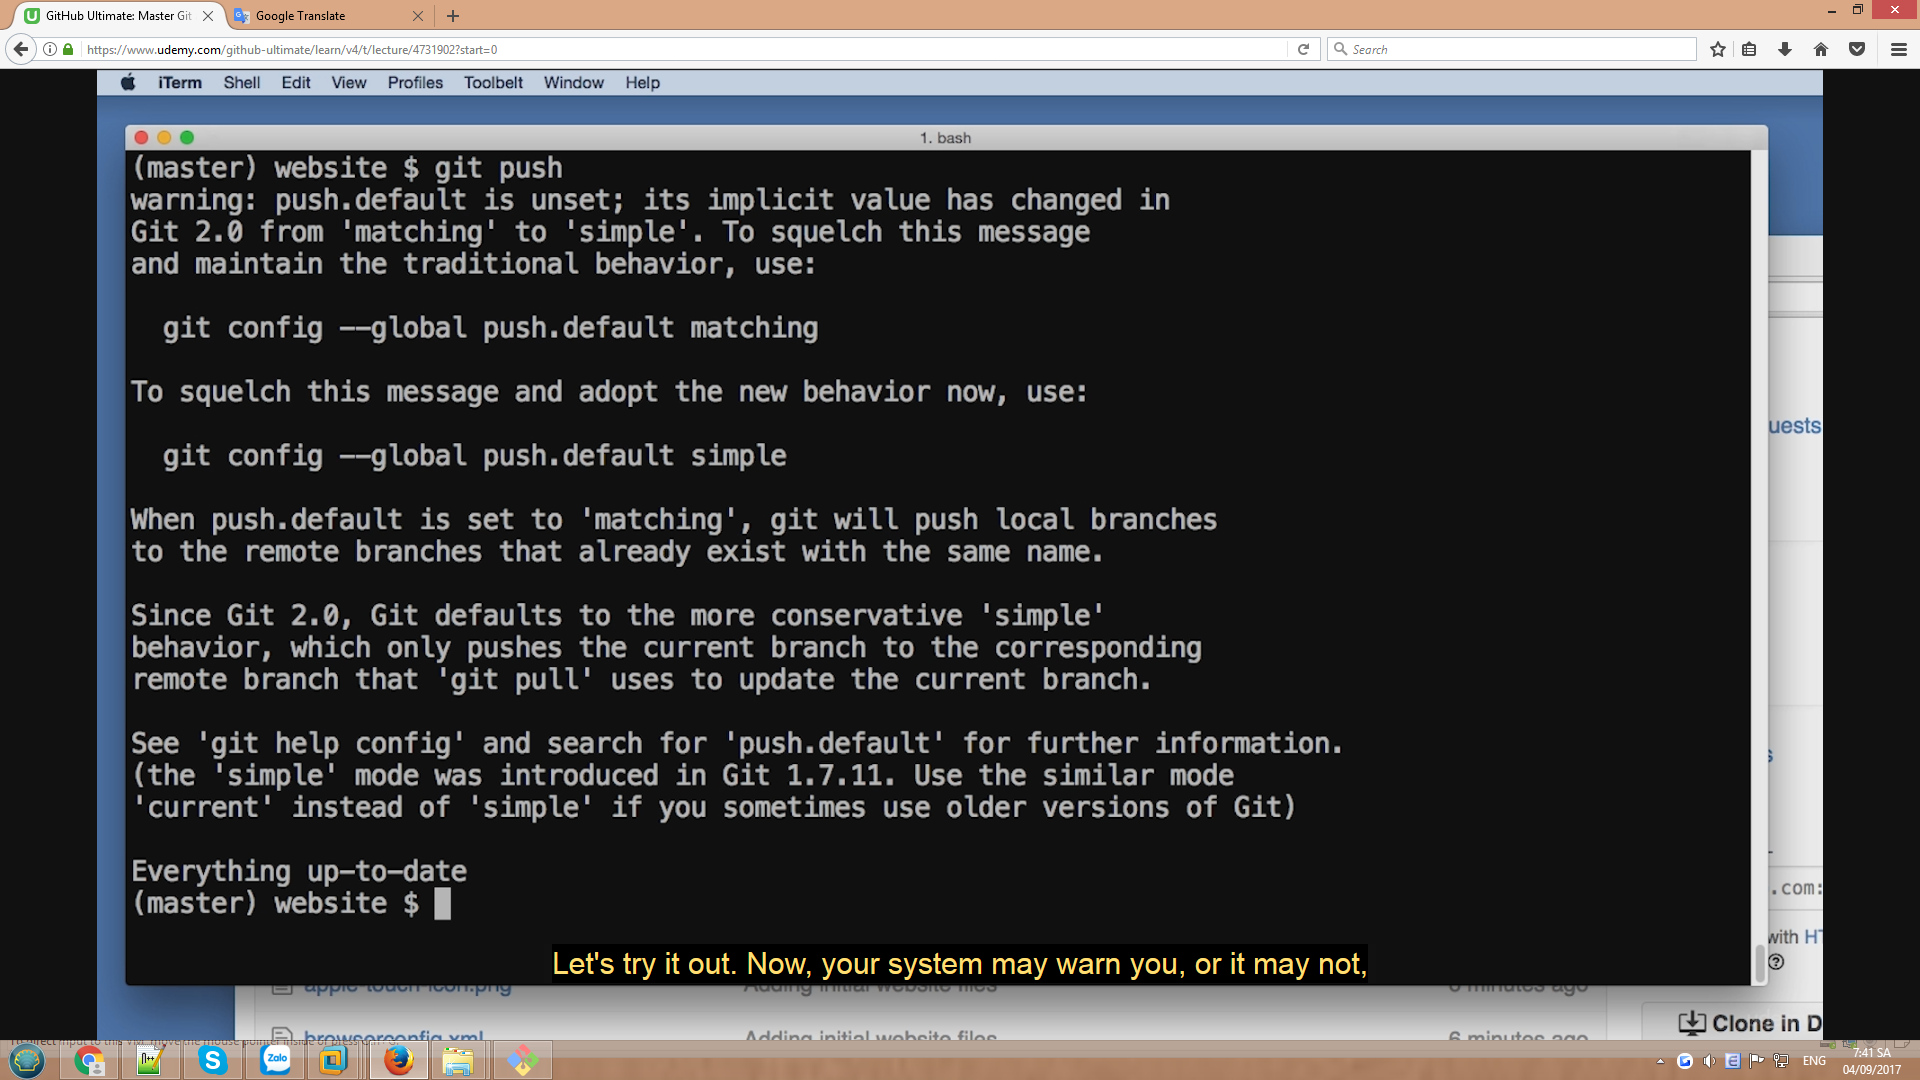 GitHub Ultimate: Master Git
Google Translate
https://www.udemy.com/github-ultimate/learn/v4/t/lecture/4731902?start=0
Search
iTerm Shell Edit View Profiles Toolbelt Window Help
1. bash
(master) website $ git push
warning: push.default is unset; its implicit value has changed in
Git 2.0 from 'matching' to 'simple'. To squelch this message
and maintain the traditional behavior, use:
git config --global push.default matching
To squelch this message and adopt the new behavior now, use:
git config --global push.default simple
When push.default is set to 'matching', git will push local branches
to the remote branches that already exist with the same name.
Since Git 2.0, Git defaults to the more conservative 'simple'
behavior, which only pushes the current branch to the corresponding
remote branch that 'git pull' uses to update the current branch.
See 'git help config' and search for 'push.default' for further information.
(the 'simple' mode was introduced in Git 1.7.11. Use the similar mode
'current' instead of 'simple' if you sometimes use older versions of Git)
Everything up-to-date
(master) website $
uests
.com:
with HT
Let's try it out. Now, your system may warn you, or it may not,
apple-touch-icon.png Adding initial website files 6 minutes ago
browserconfig.xml Adding initial website files 6 minutes ago
Clone in D
Zalo
ENG
7:41 SA
04/09/2017